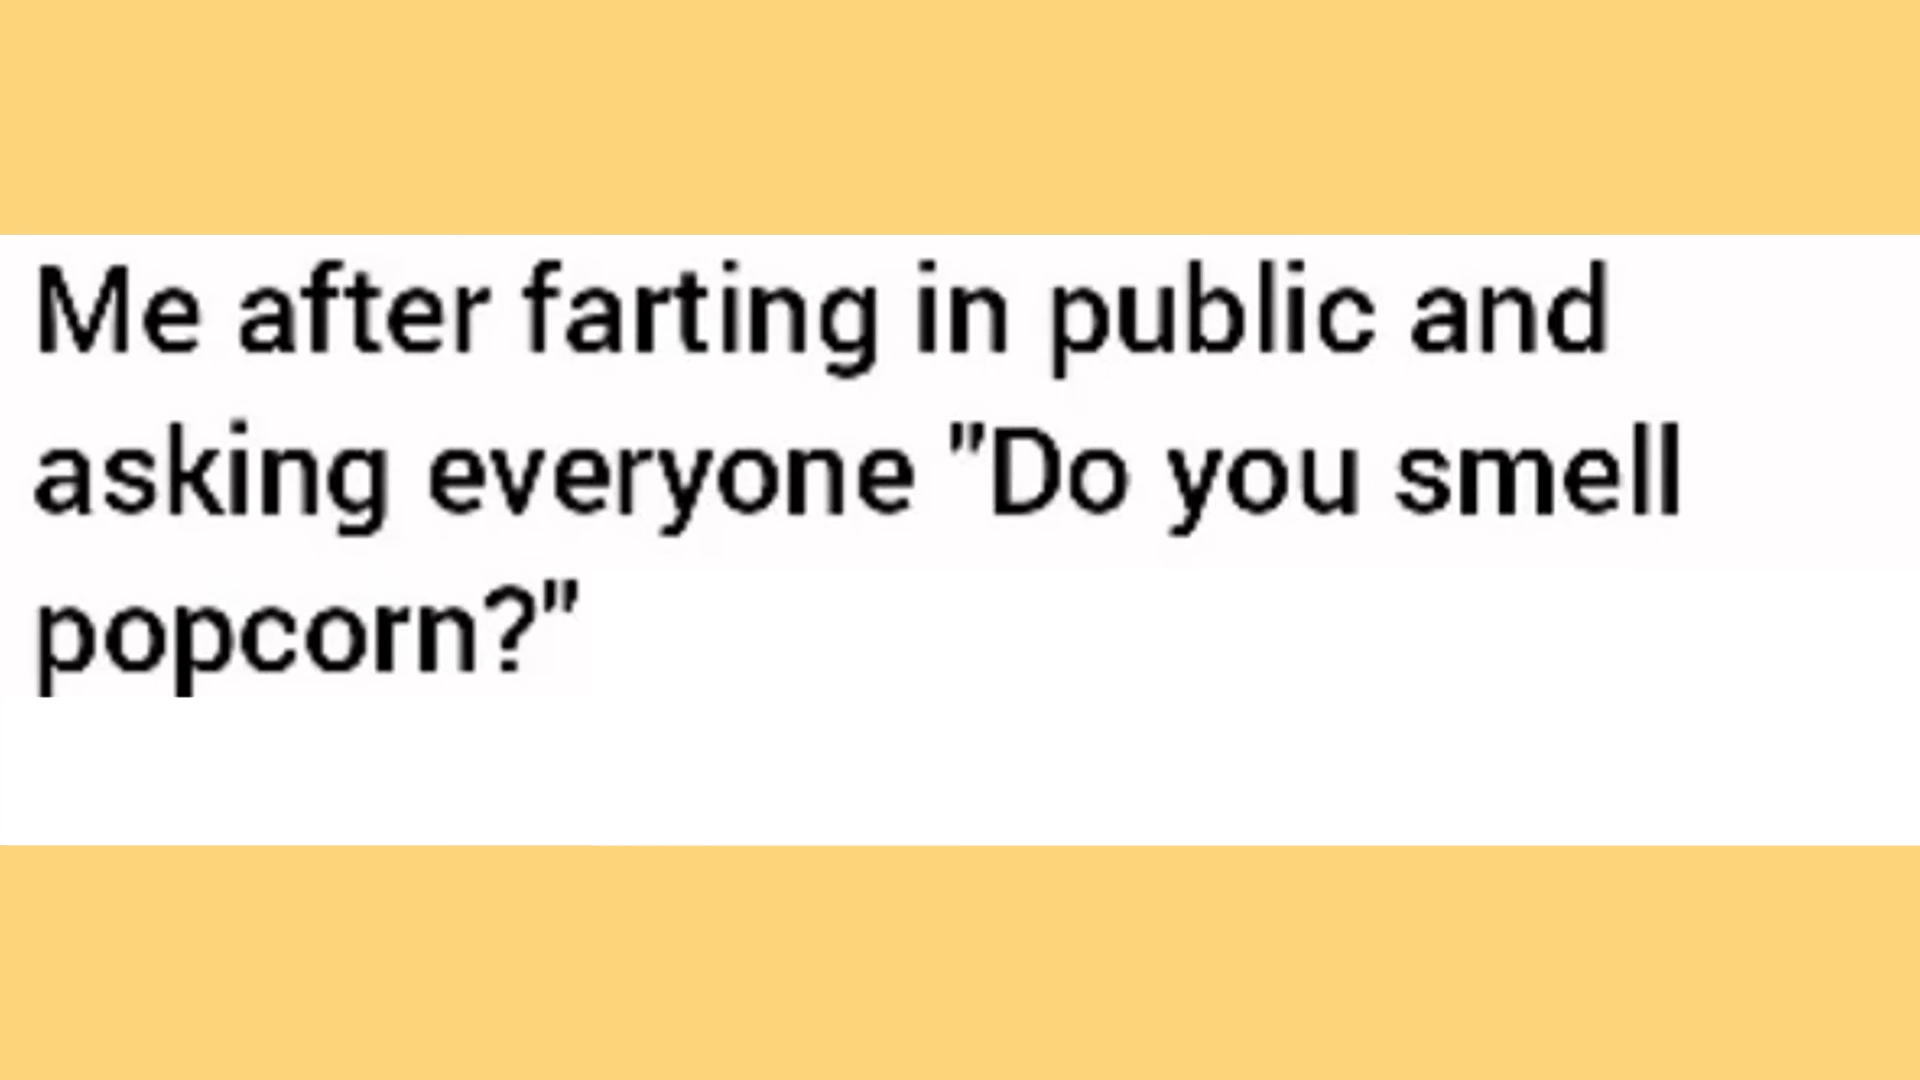 Me after farting in public and
asking everyone "Do you smell
popcorn?"